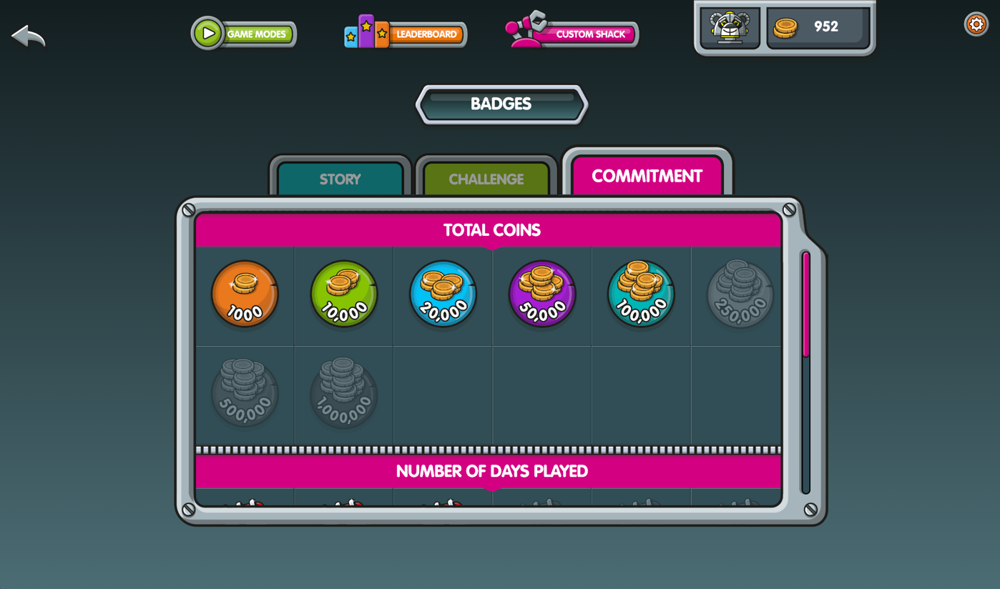 GAME MODES
LEADERBOARD
CUSTOM SHACK
952
BADGES
STORY
CHALLENGE
COMMITMENT
TOTAL COINS
1000
10,000
20,000
50,000
100,000
250,000
500,000
1,000,000
NUMBER OF DAYS PLAYED